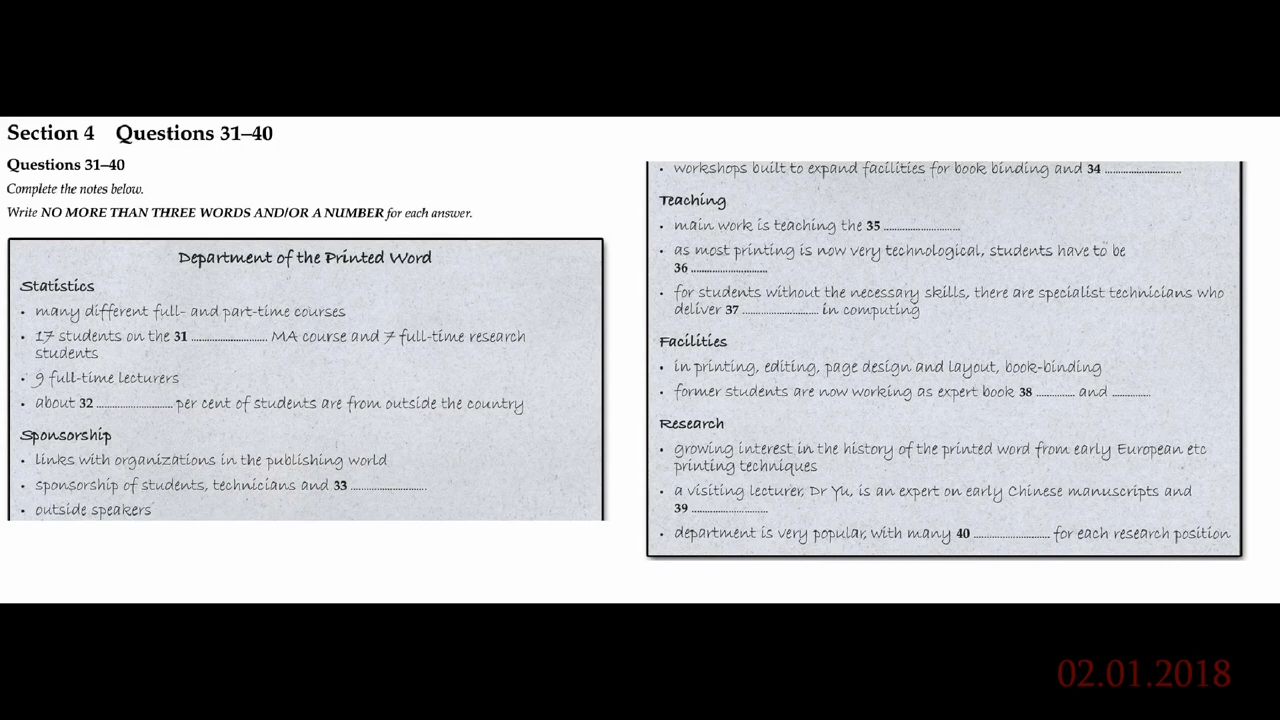 Section 4 Questions 31–40
Questions 31–40
Complete the notes below.
Write NO MORE THAN THREE WORDS AND/OR A NUMBER for each answer.
Department of the Printed Word
Statistics
• many different full- and part-time courses
• 17 students on the 31 ........................ MA course and 7 full-time research
students
• 9 full-time lecturers
• about 32 ........................ per cent of students are from outside the country
Sponsorship
• links with organizations in the publishing world
• sponsorship of students, technicians and 33 ........................
• outside speakers
• workshops built to expand facilities for book binding and 34 ........................
Teaching
• main work is teaching the 35 ........................
• as most printing is now very technological, students have to be
36 ........................
• for students without the necessary skills, there are specialist technicians who
deliver 37 ........................ in computing
Facilities
• in printing, editing, page design and layout, book-binding
• former students are now working as expert book 38 ............ and ............
Research
• growing interest in the history of the printed word from early European etc
printing techniques
• a visiting lecturer, Dr Yu, is an expert on early Chinese manuscripts and
39 ........................
• department is very popular, with many 40 ........................ for each research position
02.01.2018